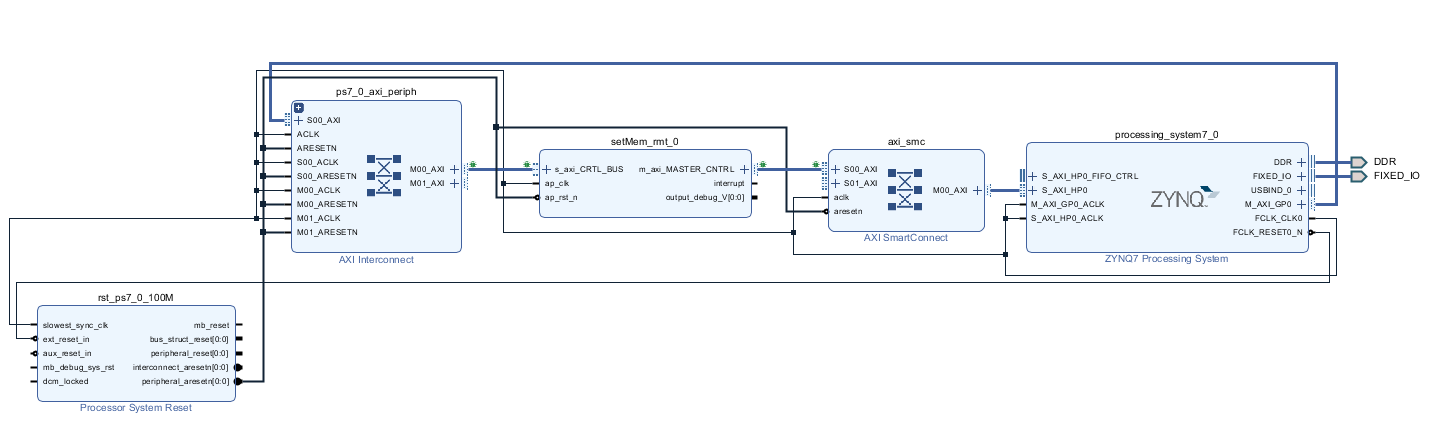 ps7_0_axi_periph
S00_AXI
ACLK
ARESETN
S00_ACLK
S00_ARESETN
M00_ACLK
M00_ARESETN
M01_ACLK
M01_ARESETN
M00_AXI
M01_AXI
AXI Interconnect
setMem_rmt_0
s_axi_CRTL_BUS
ap_clk
ap_rst_n
m_axi_MASTER_CNTRL
interrupt
output_debug_V[0:0]
axi_smc
S00_AXI
S01_AXI
aclk
aresetn
M00_AXI
AXI SmartConnect
processing_system7_0
S_AXI_HP0_FIFO_CTRL
S_AXI_HP0
M_AXI_GP0_ACLK
S_AXI_HP0_ACLK
ZYNQ
DDR
FIXED_IO
USBIND_0
M_AXI_GP0
FCLK_CLK0
FCLK_RESET0_N
ZYNQ7 Processing System
DDR
FIXED_IO
rst_ps7_0_100M
slowest_sync_clk
ext_reset_in
aux_reset_in
mb_debug_sys_rst
dcm_locked
mb_reset
bus_struct_reset[0:0]
peripheral_reset[0:0]
interconnect_aresetn[0:0]
peripheral_aresetn[0:0]
Processor System Reset